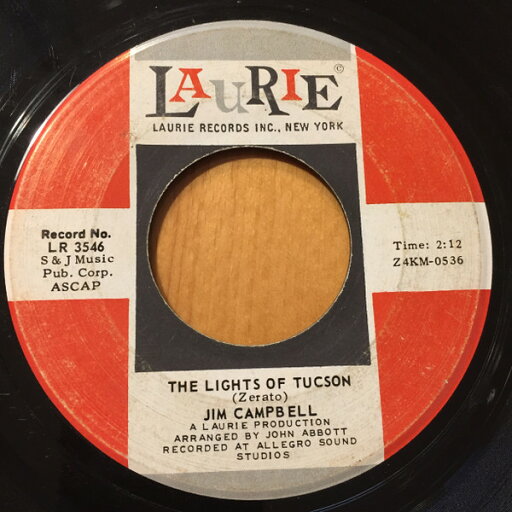 LAURIE ©
LAURIE RECORDS INC., NEW YORK
Record No.
LR 3546
S & J Music
Pub. Corp.
ASCAP
Time: 2:12
Z4KM-0536
THE LIGHTS OF TUCSON
(Zerato)
JIM CAMPBELL
A LAURIE PRODUCTION
ARRANGED BY JOHN ABBOTT
RECORDED AT ALLEGRO SOUND
STUDIOS